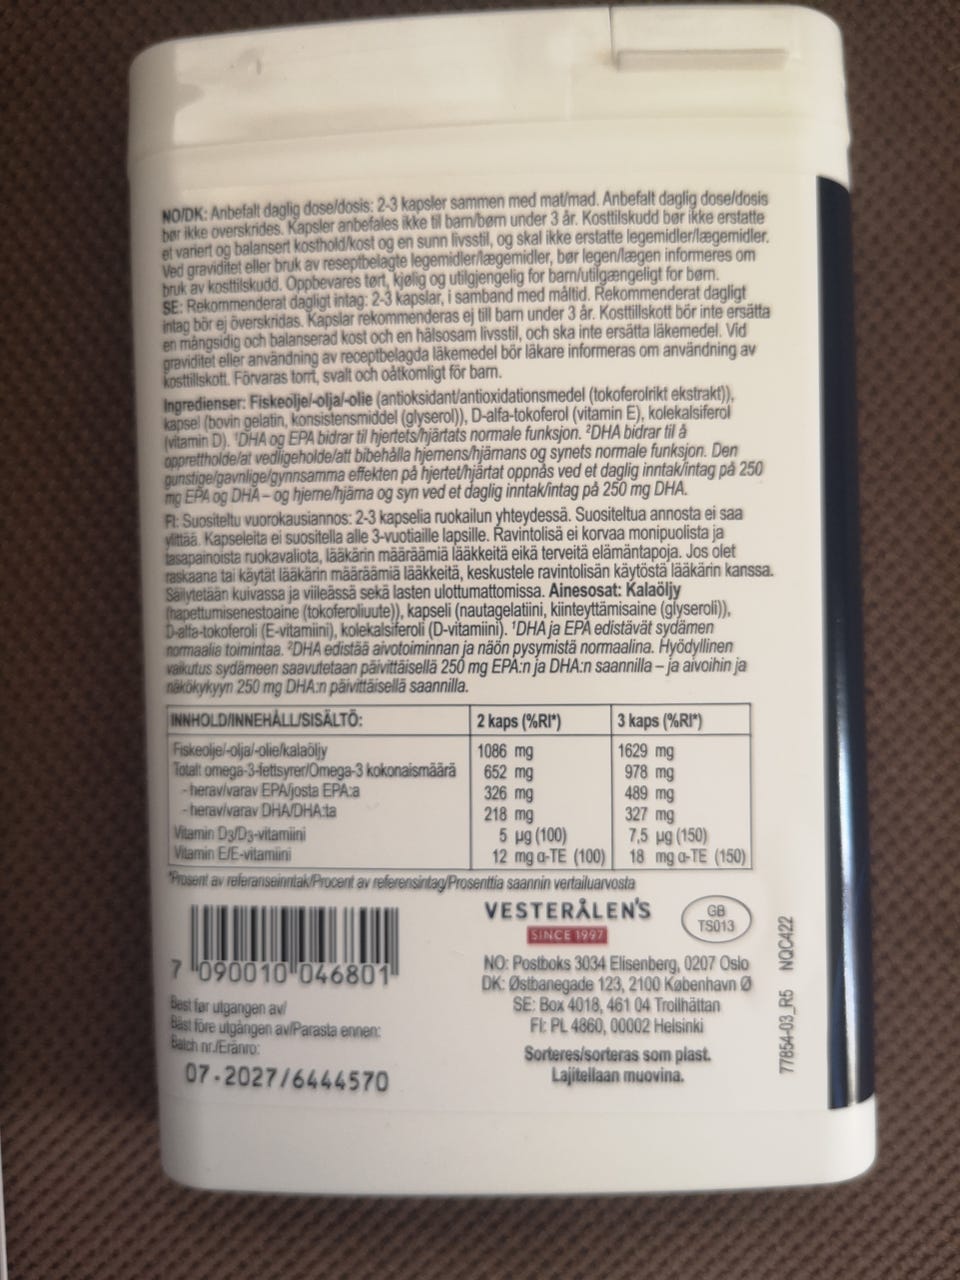 NO/DK: Anbefalt daglig dose/dosis: 2-3 kapsler sammen med mat/mad. Anbefalt daglig dose/dosis
bør ikke overskrides. Kapsler anbefales ikke til barn/børn under 3 år. Kosttilskudd bør ikke erstatte
et variert og balansert kosthold/kost og en sunn livsstil, og skal ikke erstatte legemidler/lægemidler.
Ved graviditet eller bruk av reseptbelagte legemidler/lægemidler, bør legen/lægen informeres om
bruk av kosttilskudd. Oppbevares tørt, kjølig og utilgjengelig for barn/utilgængeligt for børn.
SE: Rekommenderat dagligt intag: 2-3 kapslar, i samband med måltid. Rekommenderat dagligt
intag bör ej överskridas. Kapslar rekommenderas ej till barn under 3 år. Kosttillskott bör inte ersätta
en mångsidig och balanserad kost och en hälsosam livsstil, och ska inte ersätta läkemedel. Vid
graviditet eller användning av receptbelagda läkemedel bör läkare informeras om användning av
kosttillskott. Förvaras torrt, svalt och oåtkomligt för barn.
Ingredienser: Fiskeolje/-olja/-olie (antioksidant/antioxidationsmedel (tokoferolrikt ekstrakt)),
kapsel (bovin gelatin, konsistensmiddel (glyserol)), D-alfa-tokoferol (vitamin E), kolekalsiferol
(vitamin D). ¹DHA og EPA bidrar til hjertets/hjärtats normale funksjon. ²DHA bidrar til å
opprettholde/at vedligeholde/att bibehålla hjernens/hjärnans og synets normale funksjon. Den
gunstige/gavnlige/gynnsamma effekten på hjertet/hjärtat oppnås ved et daglig inntak/intag på 250
mg EPA og DHA – og hjerne/hjärna og syn ved et daglig inntak/intag på 250 mg DHA.
FI: Suositeltu vuorokausiannos: 2-3 kapselia ruokailun yhteydessä. Suositeltua annosta ei saa
ylittää. Kapseleita ei suositella alle 3-vuotiaille lapsille. Ravintolisä ei korvaa monipuolista ja
tasapainoista ruokavaliota, lääkärin määräämiä lääkkeitä eikä terveitä elämäntapoja. Jos olet
raskaana tai käytät lääkärin määräämiä lääkkeitä, keskustele ravintolisän käytöstä lääkärin kanssa.
Säilytetään kuivassa ja viileässä sekä lasten ulottumattomissa. Ainesosat: Kalaöljy
(hapettumisenestoaine (tokoferoliuute)), kapseli (nautagelatiini, kiinteyttämisaine (glyseroli)),
D-alfa-tokoferoli (E-vitamiini), kolekalsiferoli (D-vitamiini). ¹DHA ja EPA edistävät sydämen
normaalia toimintaa. ²DHA edistää aivotoiminnan ja näön pysymistä normaalina. Hyödyllinen
vaikutus sydämeen saavutetaan päivittäisellä 250 mg EPA:n ja DHA:n saannilla – ja aivoihin ja
näkökykyyn 250 mg DHA:n päivittäisellä saannilla.
INNHOLD/INNEHÅLL/SISÄLTÖ: 2 kaps (%RI*) 3 kaps (%RI*)
Fiskeolje/-olja/-olie/kalaöljy 1086 mg 1629 mg
Totalt omega-3-fettsyrer/Omega-3 kokonaismäärä 652 mg 978 mg
- herav/varav EPA/josta EPA:a 326 mg 489 mg
- herav/varav DHA/DHA:ta 218 mg 327 mg
Vitamin D3/D3-vitamiini 5 µg (100) 7,5 µg (150)
Vitamin E/E-vitamiini 12 mg α-TE (100) 18 mg α-TE (150)
*Prosent av referanseinntak/Procent av referensintag/Prosenttia saannin vertailuarvosta
VESTERÅLEN'S
SINCE 1997
GB
TS013
7 090010 046801
NO: Postboks 3034 Elisenberg, 0207 Oslo
DK: Østbanegade 123, 2100 København Ø
SE: Box 4018, 461 04 Trollhättan
FI: PL 4860, 00002 Helsinki
Sorteres/sorteras som plast.
Lajitellaan muovina.
Best før utgangen av/
Bäst före utgången av/Parasta ennen:
Batch nr./Eränro:
07-2027/6444570
77854-03_R5 NQC422